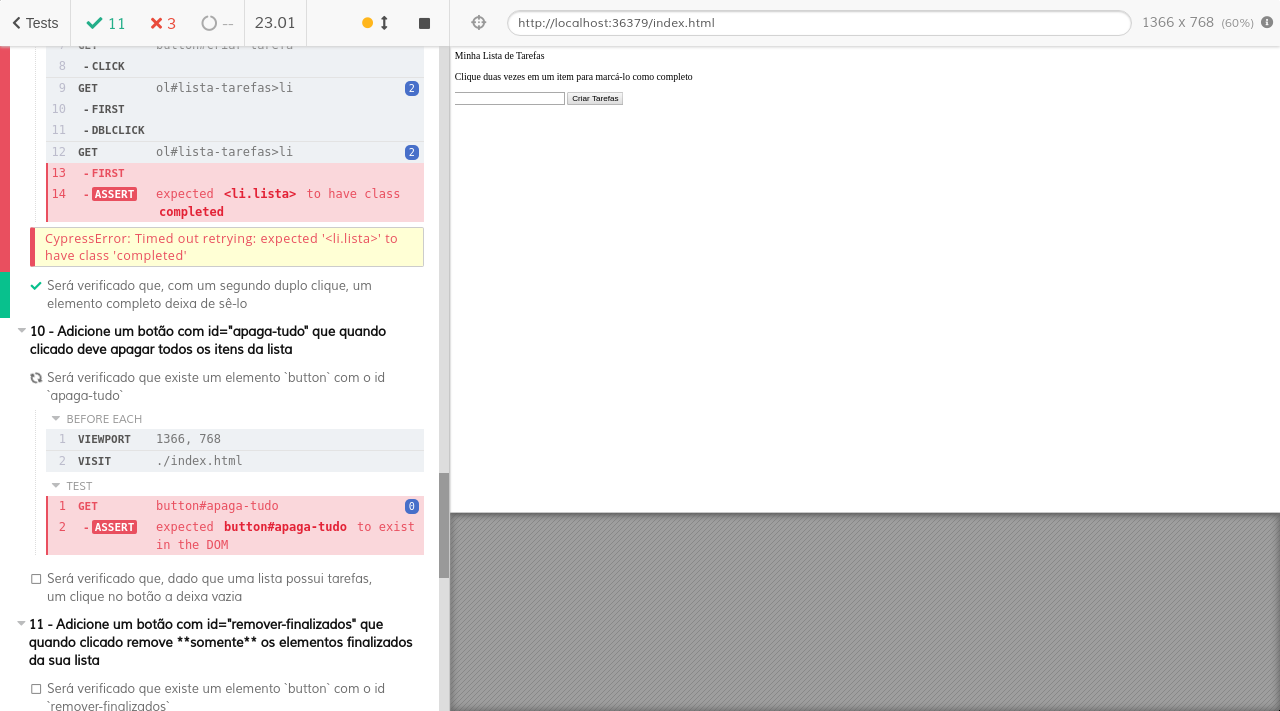 Tests
11
3
--
23.01
http://localhost:36379/index.html
1366 x 768 (60%)
7 GET button#criar-tarefa
8 - CLICK
9 GET ol#lista-tarefas>li 2
10 - FIRST
11 - DBLCLICK
12 GET ol#lista-tarefas>li 2
13 - FIRST
14 - ASSERT expected <li.lista> to have class
completed
CypressError: Timed out retrying: expected '<li.lista>' to
have class 'completed'
Será verificado que, com um segundo duplo clique, um
elemento completo deixa de sê-lo
10 - Adicione um botão com id="apaga-tudo" que quando
clicado deve apagar todos os itens da lista
Será verificado que existe um elemento `button` com o id
`apaga-tudo`
BEFORE EACH
1 VIEWPORT 1366, 768
2 VISIT ./index.html
TEST
1 GET button#apaga-tudo 0
2 - ASSERT expected button#apaga-tudo to exist
in the DOM
Será verificado que, dado que uma lista possui tarefas,
um clique no botão a deixa vazia
11 - Adicione um botão com id="remover-finalizados" que
quando clicado remove **somente** os elementos finalizados
da sua lista
Será verificado que existe um elemento `button` com o id
`remover-finalizados`
Minha Lista de Tarefas
Clique duas vezes em um item para marcá-lo como completo
Criar Tarefas